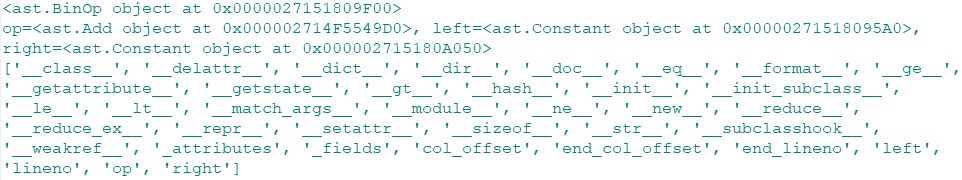 <ast.BinOp object at 0x0000027151809F00>
op=<ast.Add object at 0x000002714F5549D0>, left=<ast.Constant object at 0x00000271518095A0>,
right=<ast.Constant object at 0x000002715180A050>
['__class__', '__delattr__', '__dict__', '__dir__', '__doc__', '__eq__', '__format__', '__ge__',
'__getattribute__', '__getstate__', '__gt__', '__hash__', '__init__', '__init_subclass__',
'__le__', '__lt__', '__match_args__', '__module__', '__ne__', '__new__', '__reduce__',
'__reduce_ex__', '__repr__', '__setattr__', '__sizeof__', '__str__', '__subclasshook__',
'__weakref__', '_attributes', '_fields', 'col_offset', 'end_col_offset', 'end_lineno', 'left',
'lineno', 'op', 'right']